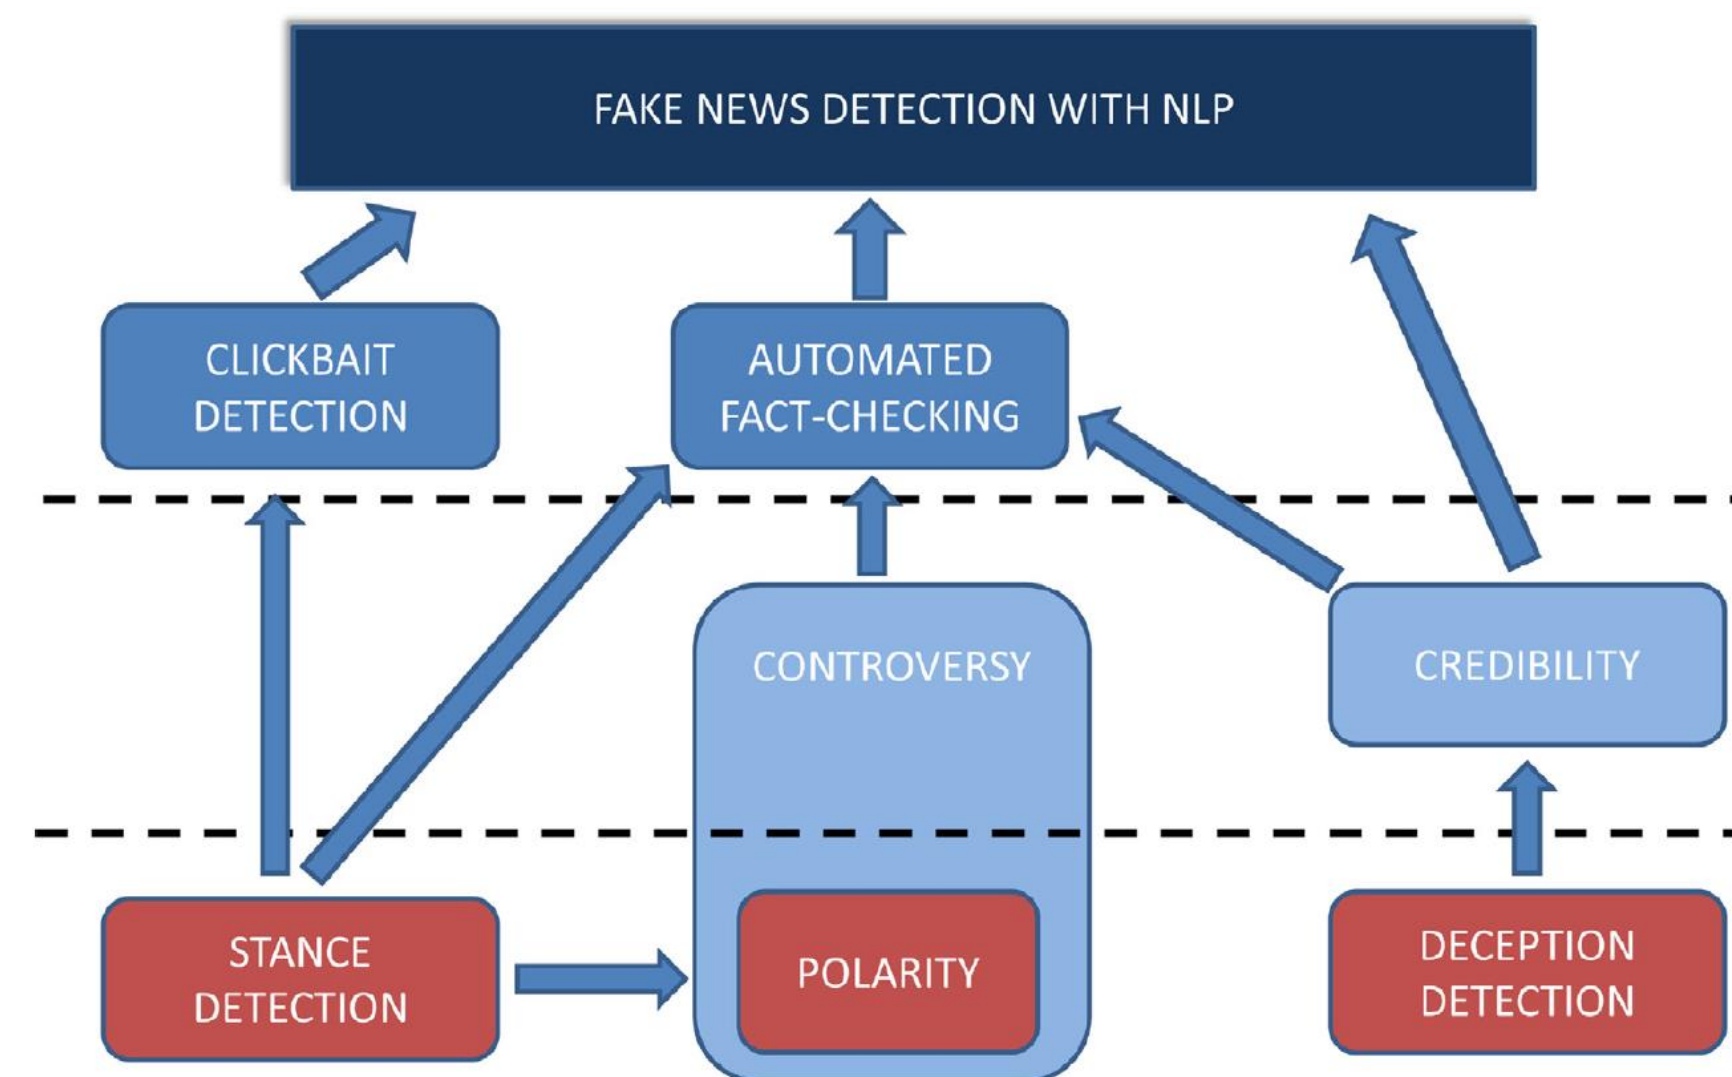 FAKE NEWS DETECTION WITH NLP
CLICKBAIT
DETECTION
AUTOMATED
FACT-CHECKING
CONTROVERSY
CREDIBILITY
STANCE
DETECTION
POLARITY
DECEPTION
DETECTION